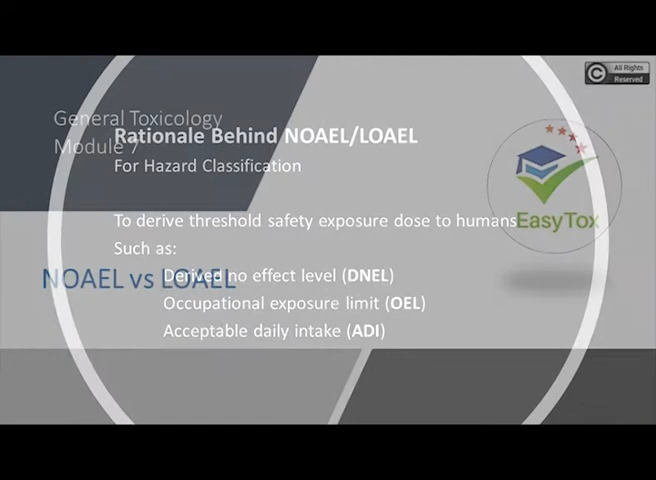 All Rights
Reserved
General Toxicology
Module 7
Rationale Behind NOAEL/LOAEL
For Hazard Classification
To derive threshold safety exposure dose to humans
EasyTox
Such as:
NOAEL vs LOAEL
Derived no effect level (DNEL)
Occupational exposure limit (OEL)
Acceptable daily intake (ADI)